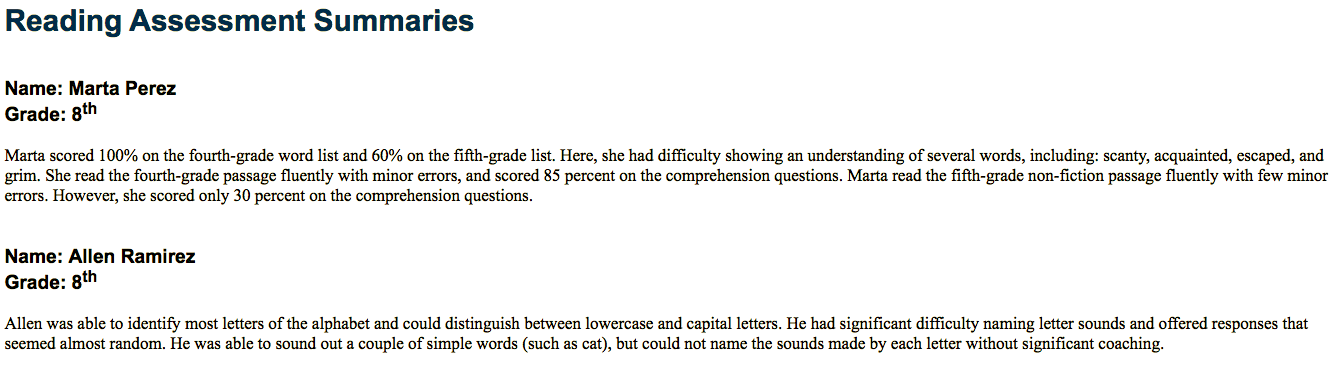 Reading Assessment Summaries
Name: Marta Perez
Grade: 8th
Marta scored 100% on the fourth-grade word list and 60% on the fifth-grade list. Here, she had difficulty showing an understanding of several words, including: scanty, acquainted, escaped, and
grim. She read the fourth-grade passage fluently with minor errors, and scored 85 percent on the comprehension questions. Marta read the fifth-grade non-fiction passage fluently with few minor
errors. However, she scored only 30 percent on the comprehension questions.
Name: Allen Ramirez
Grade: 8th
Allen was able to identify most letters of the alphabet and could distinguish between lowercase and capital letters. He had significant difficulty naming letter sounds and offered responses that
seemed almost random. He was able to sound out a couple of simple words (such as cat), but could not name the sounds made by each letter without significant coaching.